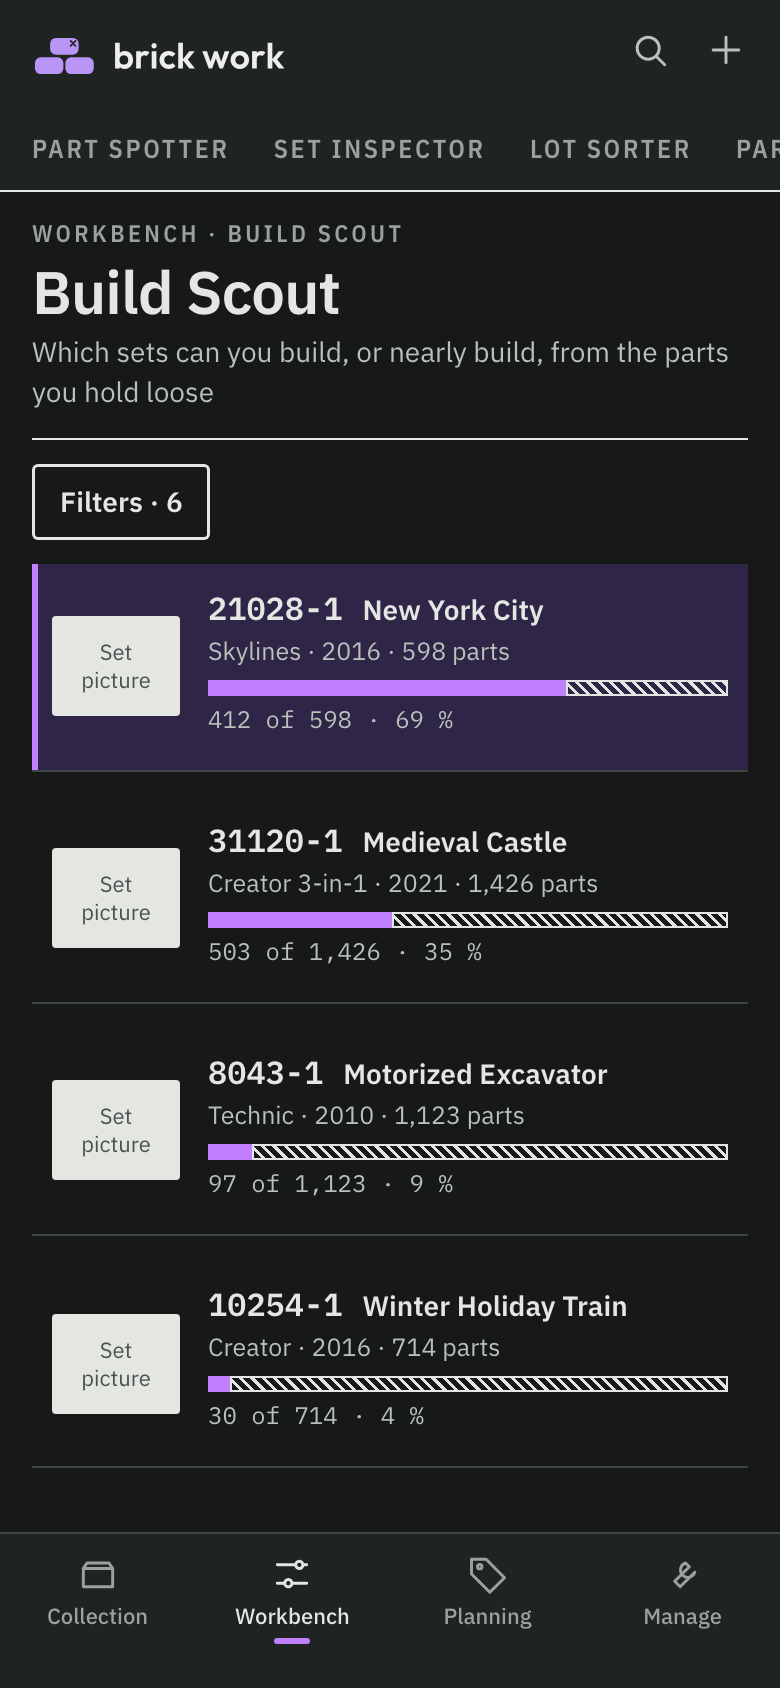 brick work
PART SPOTTER SET INSPECTOR LOT SORTER PAR
WORKBENCH · BUILD SCOUT
Build Scout
Which sets can you build, or nearly build, from the parts
you hold loose
Filters · 6
Set
picture
21028-1 New York City
Skylines · 2016 · 598 parts
412 of 598 · 69 %
Set
picture
31120-1 Medieval Castle
Creator 3-in-1 · 2021 · 1,426 parts
503 of 1,426 · 35 %
Set
picture
8043-1 Motorized Excavator
Technic · 2010 · 1,123 parts
97 of 1,123 · 9 %
Set
picture
10254-1 Winter Holiday Train
Creator · 2016 · 714 parts
30 of 714 · 4 %
Collection Workbench Planning Manage